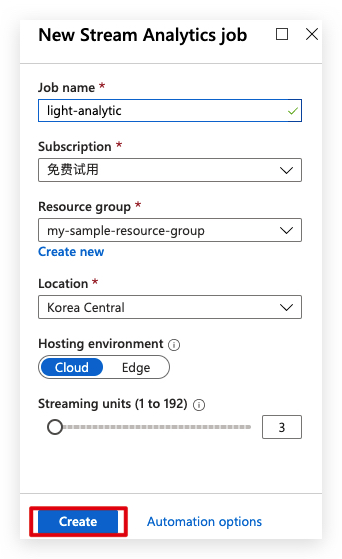 New Stream Analytics job
Job name *
light-analytic
Subscription *
免费试用
Resource group *
my-sample-resource-group
Create new
Location *
Korea Central
Hosting environment
Cloud Edge
Streaming units (1 to 192)
3
Create Automation options